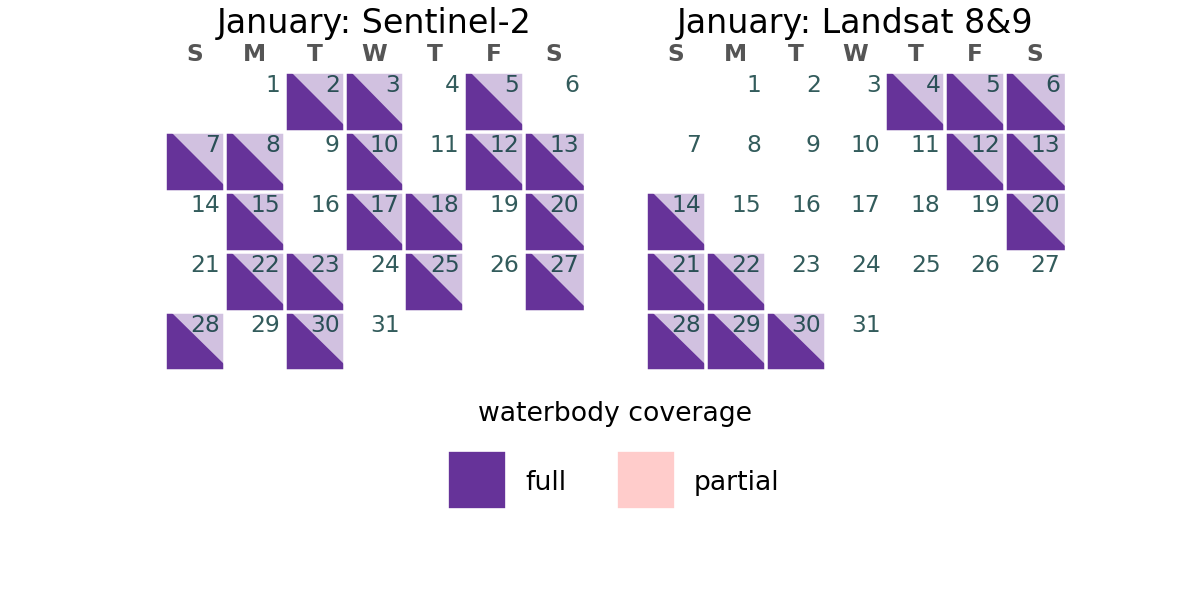 January: Sentinel-2
S M T W T F S
1 2 3 4 5 6
7 8 9 10 11 12 13
14 15 16 17 18 19 20
21 22 23 24 25 26 27
28 29 30 31
January: Landsat 8&9
S M T W T F S
1 2 3 4 5 6
7 8 9 10 11 12 13
14 15 16 17 18 19 20
21 22 23 24 25 26 27
28 29 30 31
waterbody coverage
full partial